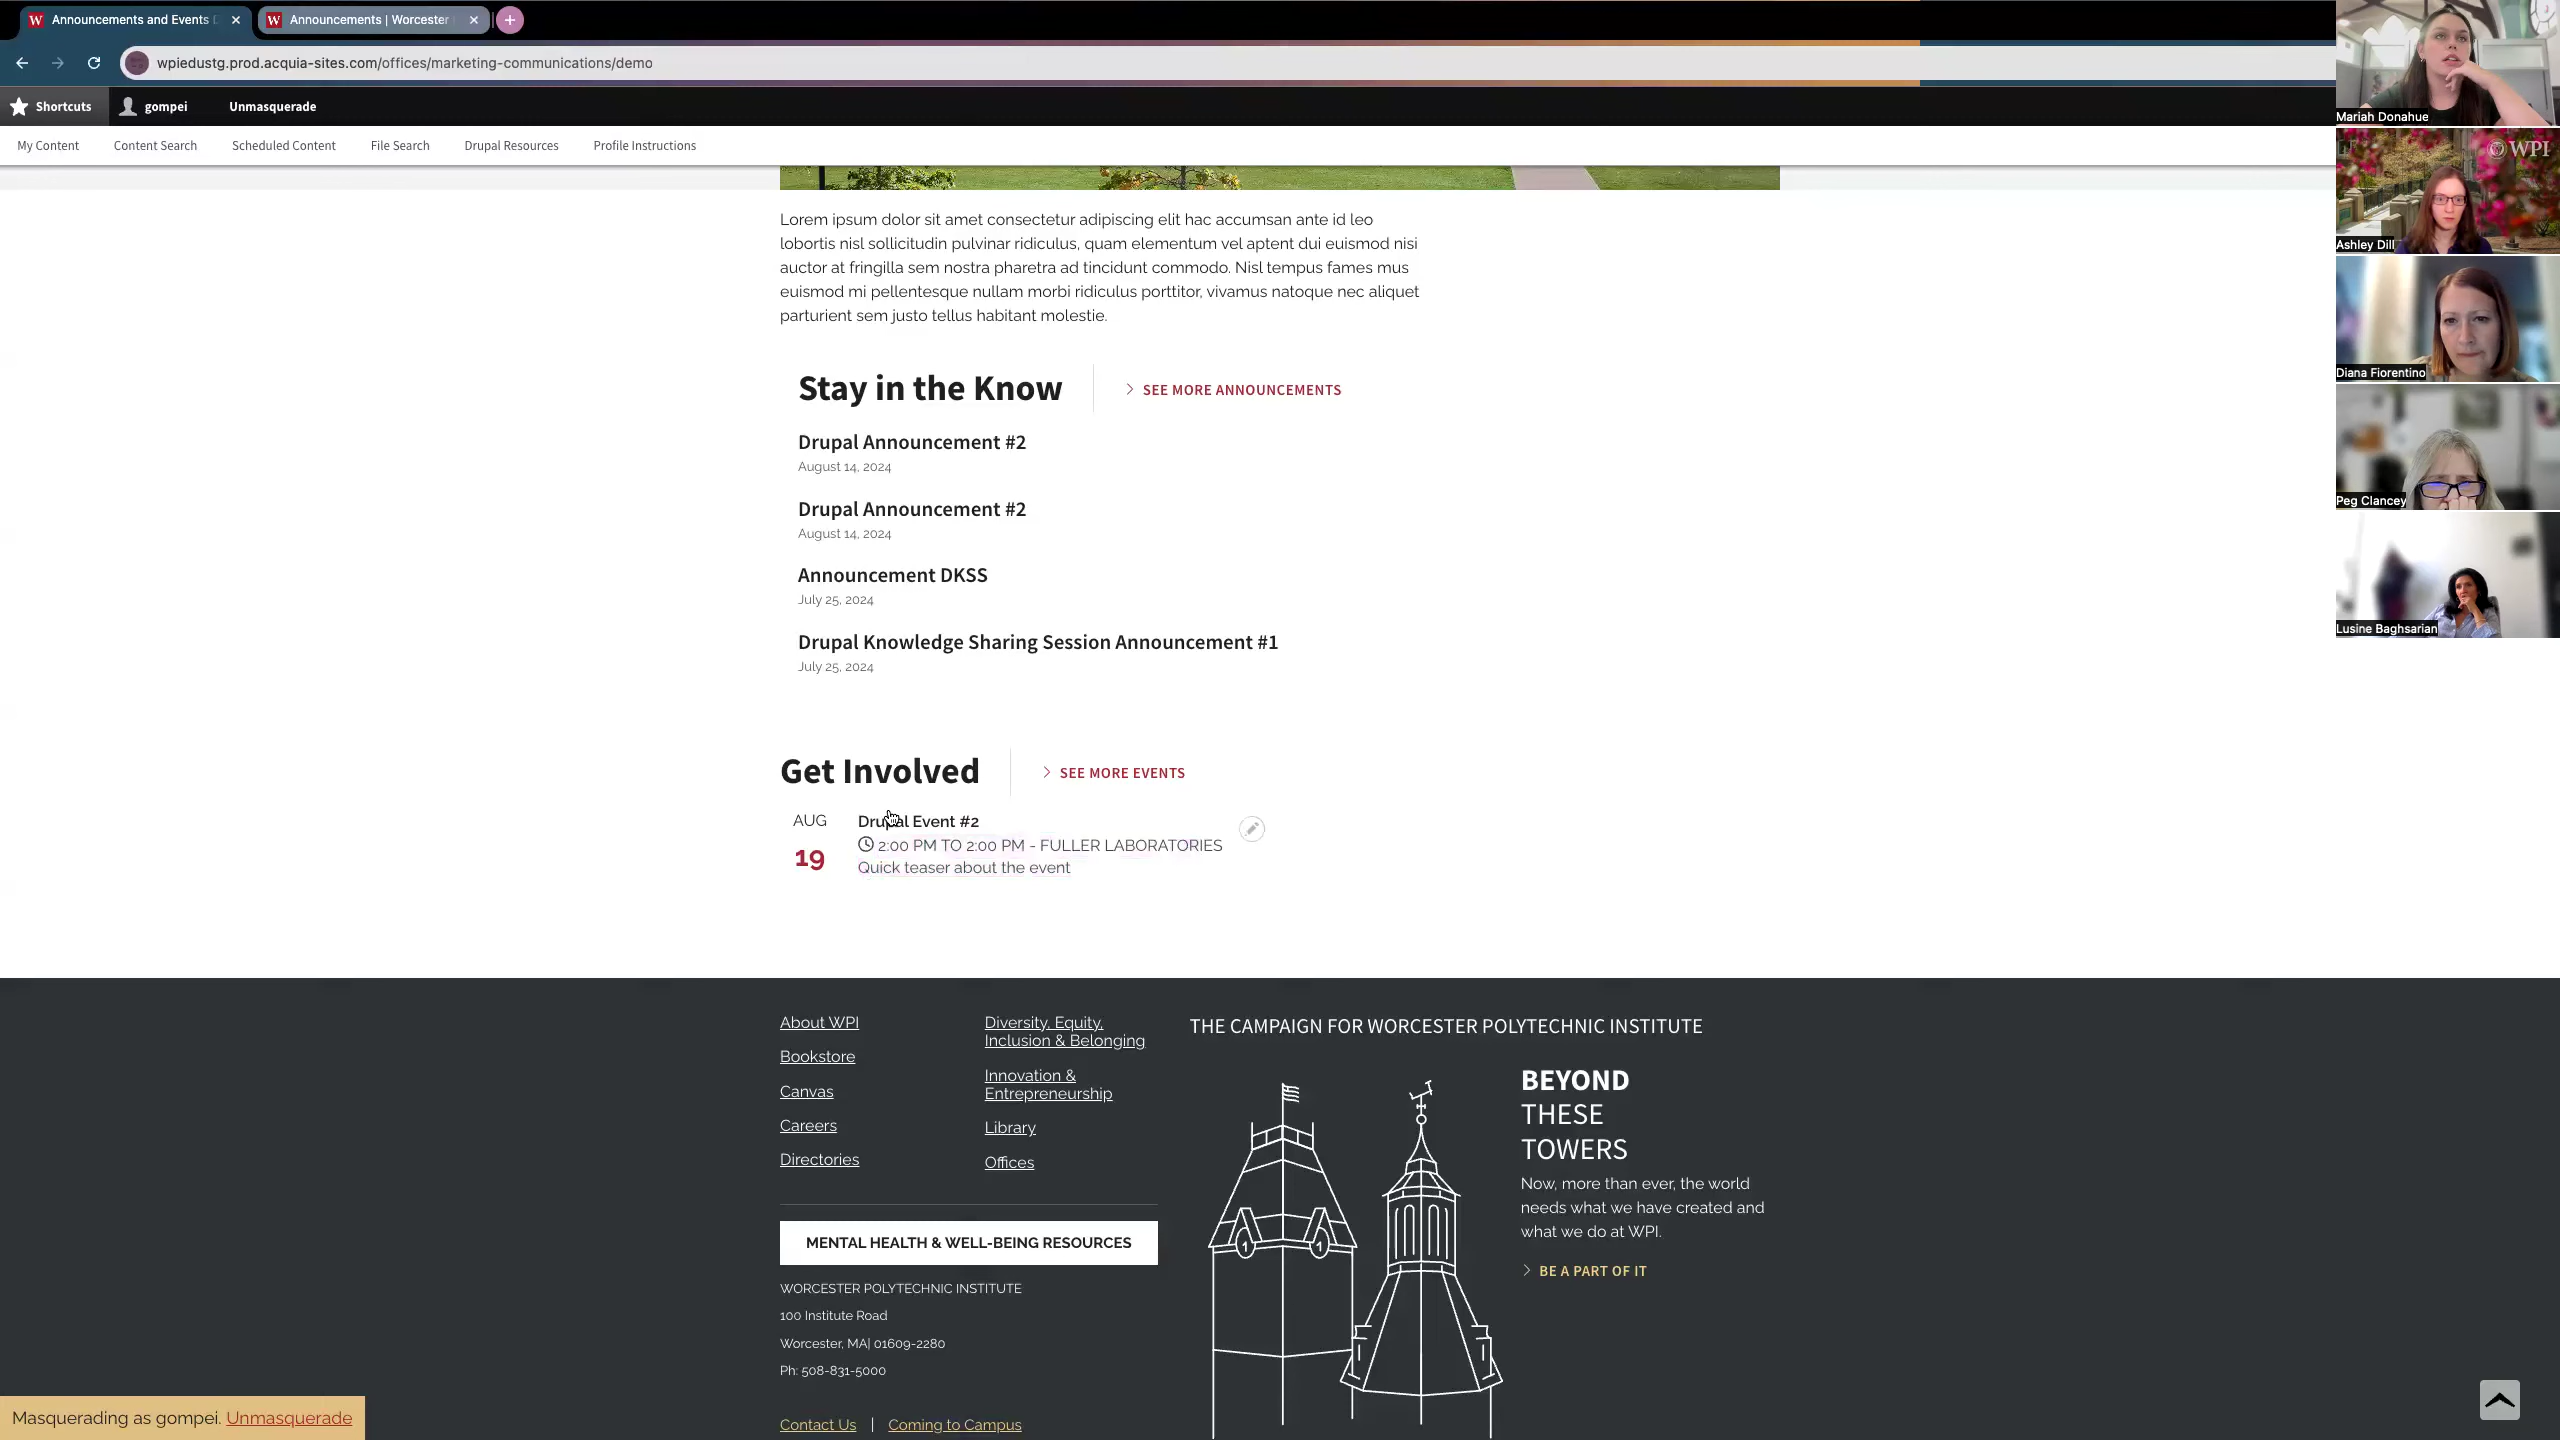 Announcements and Events
Announcements | Worcester
wpiedustg.prod.acquia-sites.com/offices/marketing-communications/demo
Shortcuts
gompei
Unmasquerade
My Content
Content Search
Scheduled Content
File Search
Drupal Resources
Profile Instructions
Lorem ipsum dolor sit amet consectetur adipiscing elit hac accumsan ante id leo
lobortis nisl sollicitudin pulvinar ridiculus, quam elementum vel aptent dui euismod nisi
auctor at fringilla sem nostra pharetra ad tincidunt commodo. Nisl tempus fames mus
euismod mi pellentesque nullam morbi ridiculus porttitor, vivamus natoque nec aliquet
parturient sem justo tellus habitant molestie.
Stay in the Know
SEE MORE ANNOUNCEMENTS
Drupal Announcement #2
August 14, 2024
Drupal Announcement #2
August 14, 2024
Announcement DKSS
July 25, 2024
Drupal Knowledge Sharing Session Announcement #1
July 25, 2024
Get Involved
SEE MORE EVENTS
AUG
19
Drupal Event #2
2:00 PM TO 2:00 PM - FULLER LABORATORIES
Quick teaser about the event
About WPI
Bookstore
Canvas
Careers
Directories
Diversity, Equity,
Inclusion & Belonging
Innovation &
Entrepreneurship
Library
Offices
MENTAL HEALTH & WELL-BEING RESOURCES
WORCESTER POLYTECHNIC INSTITUTE
100 Institute Road
Worcester, MA| 01609-2280
Ph: 508-831-5000
Contact Us | Coming to Campus
THE CAMPAIGN FOR WORCESTER POLYTECHNIC INSTITUTE
BEYOND
THESE
TOWERS
Now, more than ever, the world
needs what we have created and
what we do at WPI.
BE A PART OF IT
Masquerading as gompei. Unmasquerade
Mariah Donahue
WPI
Ashley Dill
Diana Fiorentino
Peg Clancey
Lusine Baghsarian